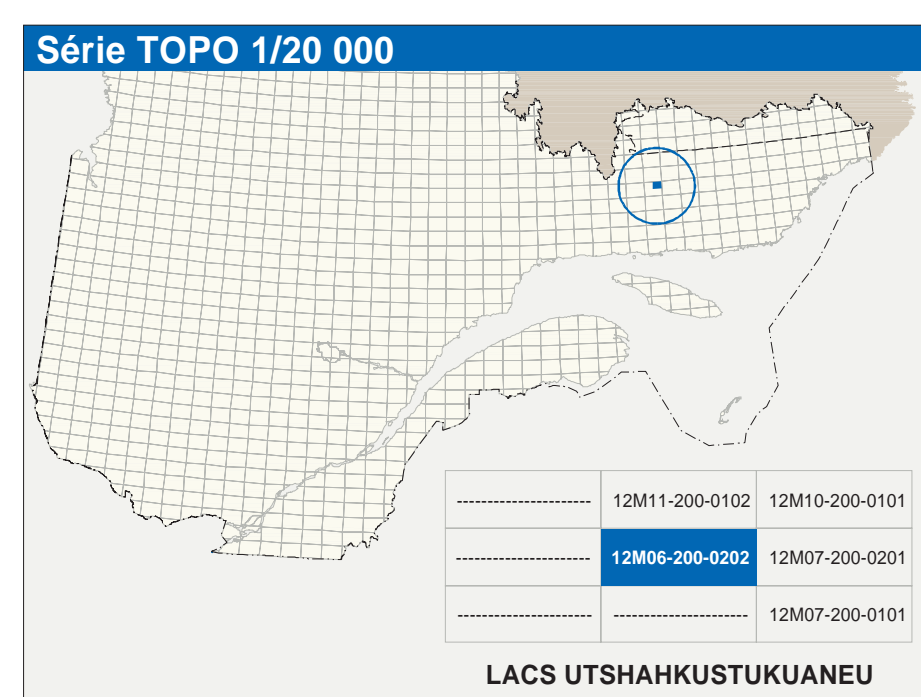 Série TOPO 1/20 000
--------------------- 12M11-200-0102 12M10-200-0101
--------------------- 12M06-200-0202 12M07-200-0201
--------------------- --------------------- 12M07-200-0101
LACS UTSHAHKUSTUKUANEU